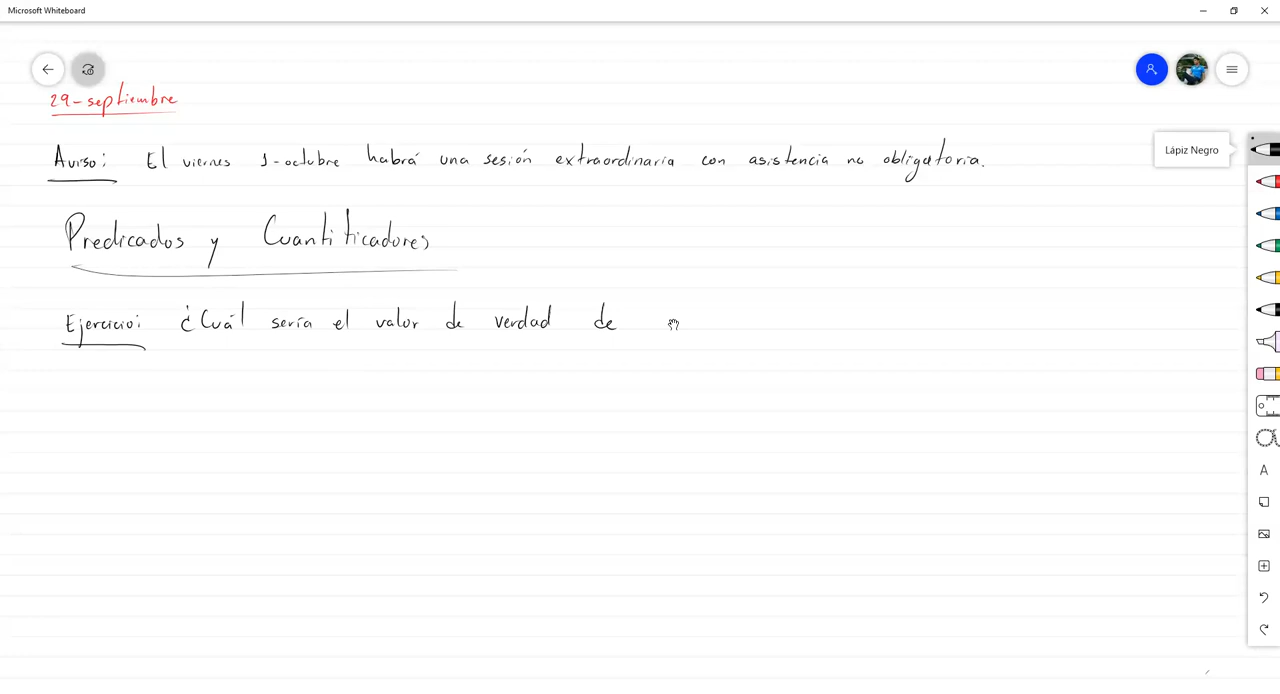 Microsoft Whiteboard
29-septiembre
Aviso: El viernes 1-octubre habrá una sesión extraordinaria con asistencia no obligatoria.
Lápiz Negro
Predicados y Cuantificadores
Ejercicio: ¿Cuál sería el valor de verdad de
A